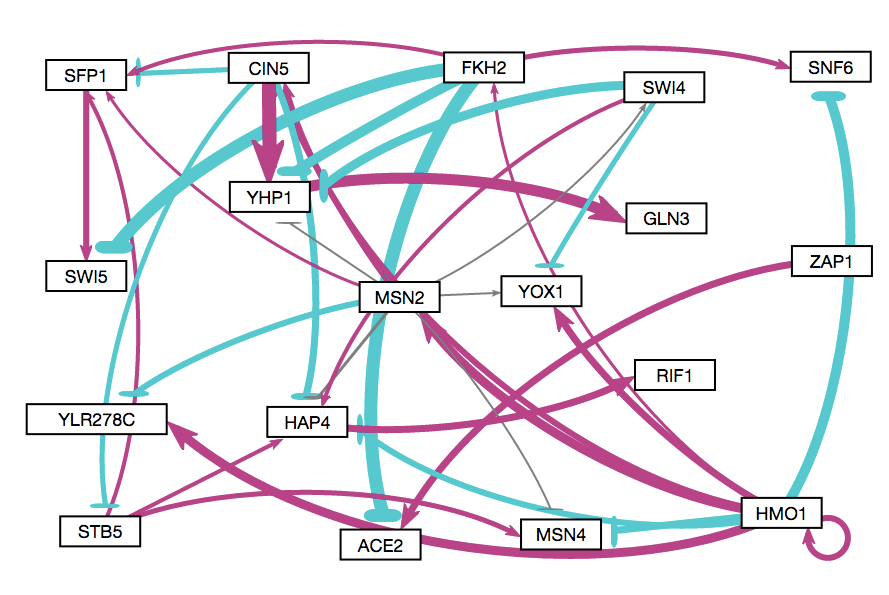 SFP1
CIN5
FKH2
SNF6
SWI4
YHP1
GLN3
SWI5
ZAP1
MSN2
YOX1
RIF1
YLR278C
HAP4
STB5
ACE2
MSN4
HMO1